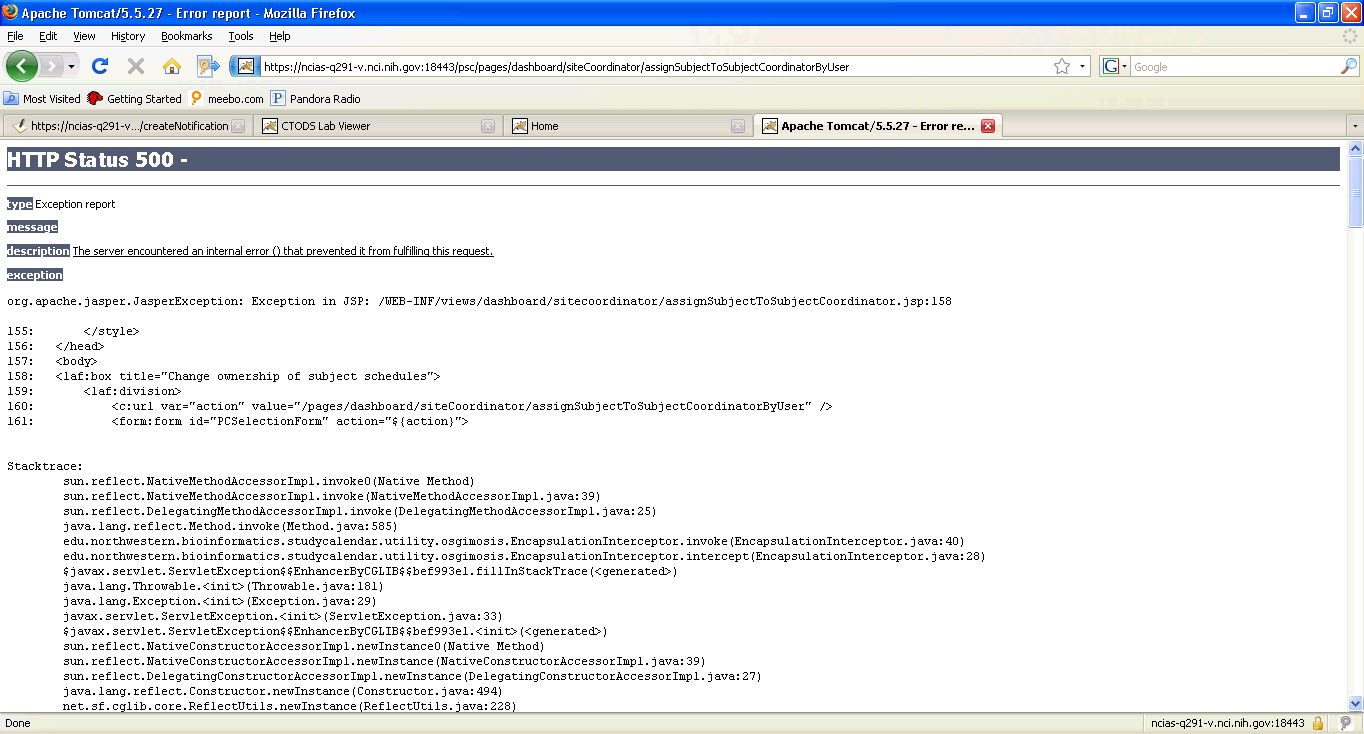 Apache Tomcat/5.5.27 - Error report - Mozilla Firefox
File Edit View History Bookmarks Tools Help
https://ncias-q291-v.nci.nih.gov:18443/psc/pages/dashboard/siteCoordinator/assignSubjectToSubjectCoordinatorByUser
G Google
Most Visited Getting Started meebo.com P Pandora Radio
https://ncias-q291-v.../createNotification CTODS Lab Viewer Home Apache Tomcat/5.5.27 - Error re...
HTTP Status 500 -
type Exception report
message
description The server encountered an internal error () that prevented it from fulfilling this request.
exception
org.apache.jasper.JasperException: Exception in JSP: /WEB-INF/views/dashboard/sitecoordinator/assignSubjectToSubjectCoordinator.jsp:158
155: </style>
156: </head>
157: <body>
158: <laf:box title="Change ownership of subject schedules">
159: <laf:division>
160: <c:url var="action" value="/pages/dashboard/siteCoordinator/assignSubjectToSubjectCoordinatorByUser" />
161: <form:form id="PCSelectionForm" action="${action}">
Stacktrace:
sun.reflect.NativeMethodAccessorImpl.invoke0(Native Method)
sun.reflect.NativeMethodAccessorImpl.invoke(NativeMethodAccessorImpl.java:39)
sun.reflect.DelegatingMethodAccessorImpl.invoke(DelegatingMethodAccessorImpl.java:25)
java.lang.reflect.Method.invoke(Method.java:585)
edu.northwestern.bioinformatics.studycalendar.utility.osgimosis.EncapsulationInterceptor.invoke(EncapsulationInterceptor.java:40)
edu.northwestern.bioinformatics.studycalendar.utility.osgimosis.EncapsulationInterceptor.intercept(EncapsulationInterceptor.java:28)
$javax.servlet.ServletException$$EnhancerByCGLIB$$bef993e1.fillInStackTrace(<generated>)
java.lang.Throwable.<init>(Throwable.java:181)
java.lang.Exception.<init>(Exception.java:29)
javax.servlet.ServletException.<init>(ServletException.java:33)
$javax.servlet.ServletException$$EnhancerByCGLIB$$bef993e1.<init>(<generated>)
sun.reflect.NativeConstructorAccessorImpl.newInstance0(Native Method)
sun.reflect.NativeConstructorAccessorImpl.newInstance(NativeConstructorAccessorImpl.java:39)
sun.reflect.DelegatingConstructorAccessorImpl.newInstance(DelegatingConstructorAccessorImpl.java:27)
java.lang.reflect.Constructor.newInstance(Constructor.java:494)
net.sf.cglib.core.ReflectUtils.newInstance(ReflectUtils.java:228)
Done ncias-q291-v.nci.nih.gov:18443